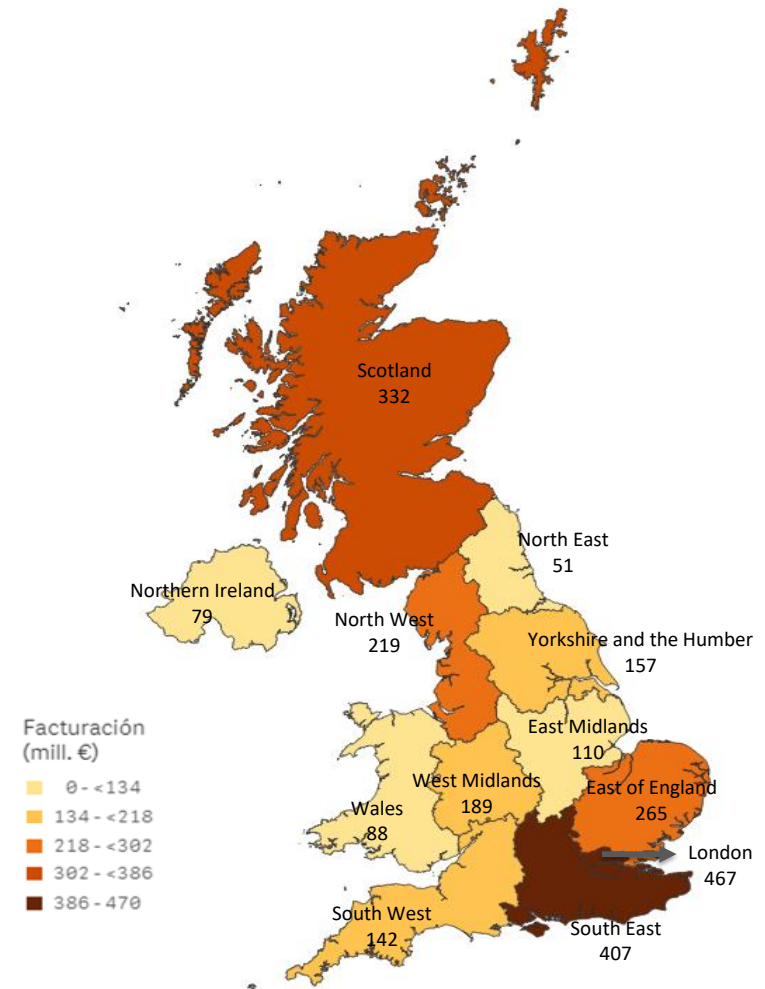 Scotland
332
North East
51
Northern Ireland
79
North West
219
Yorkshire and the Humber
157
East Midlands
110
West Midlands
189
East of England
265
Wales
88
London
467
South West
142
South East
407
Facturación
(mill. €)
0-<134
134-<218
218-<302
302-<386
386-470